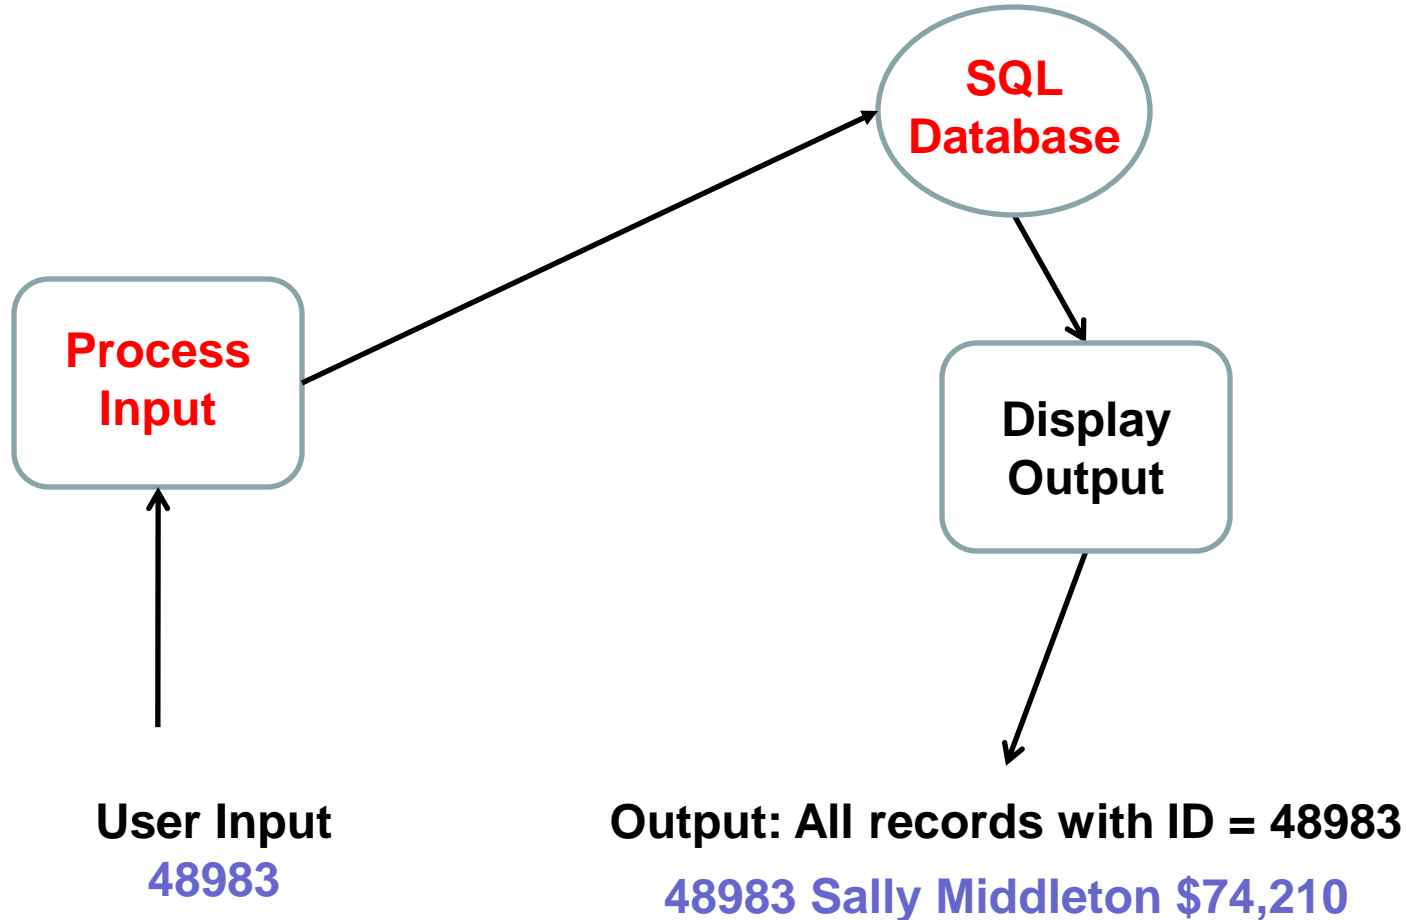 SQL
Database
Process
Input
Display
Output
User Input
48983
Output: All records with ID = 48983
48983 Sally Middleton $74,210